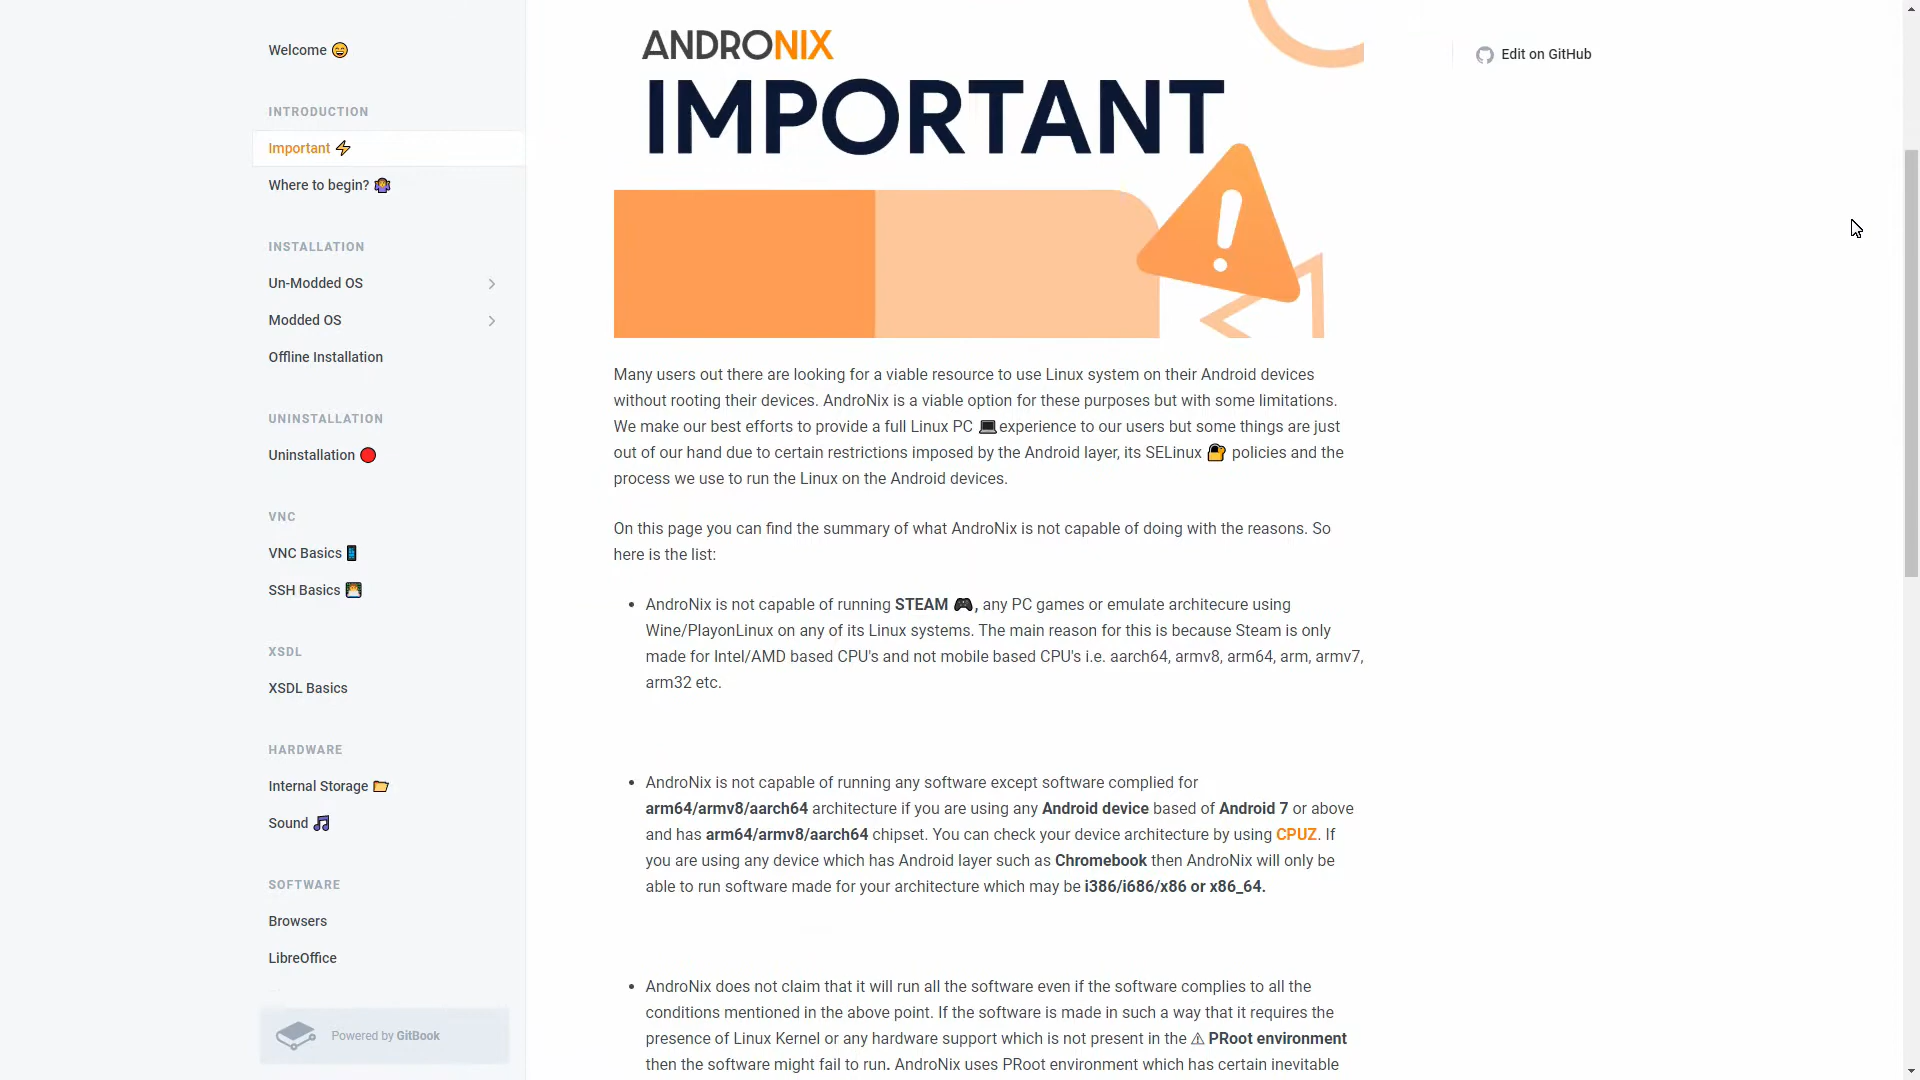 Welcome 😄
INTRODUCTION
Important ⚡
Where to begin? 🤷
INSTALLATION
Un-Modded OS
Modded OS
Offline Installation
UNINSTALLATION
Uninstallation 🔴
VNC
VNC Basics 📱
SSH Basics 👨‍💻
XSDL
XSDL Basics
HARDWARE
Internal Storage 📂
Sound 🎵
SOFTWARE
Browsers
LibreOffice
Powered by GitBook
ANDRONIX
IMPORTANT
Many users out there are looking for a viable resource to use Linux system on their Android devices
without rooting their devices. AndroNix is a viable option for these purposes but with some limitations.
We make our best efforts to provide a full Linux PC 💻experience to our users but some things are just
out of our hand due to certain restrictions imposed by the Android layer, its SELinux 🔐 policies and the
process we use to run the Linux on the Android devices.
On this page you can find the summary of what AndroNix is not capable of doing with the reasons. So
here is the list:
• AndroNix is not capable of running STEAM 🎮, any PC games or emulate architecure using
Wine/PlayonLinux on any of its Linux systems. The main reason for this is because Steam is only
made for Intel/AMD based CPU's and not mobile based CPU's i.e. aarch64, armv8, arm64, arm, armv7,
arm32 etc.
• AndroNix is not capable of running any software except software complied for
arm64/armv8/aarch64 architecture if you are using any Android device based of Android 7 or above
and has arm64/armv8/aarch64 chipset. You can check your device architecture by using CPUZ. If
you are using any device which has Android layer such as Chromebook then AndroNix will only be
able to run software made for your architecture which may be i386/i686/x86 or x86_64.
• AndroNix does not claim that it will run all the software even if the software complies to all the
conditions mentioned in the above point. If the software is made in such a way that it requires the
presence of Linux Kernel or any hardware support which is not present in the ⚠ PRoot environment
then the software might fail to run. AndroNix uses PRoot environment which has certain inevitable
Edit on GitHub